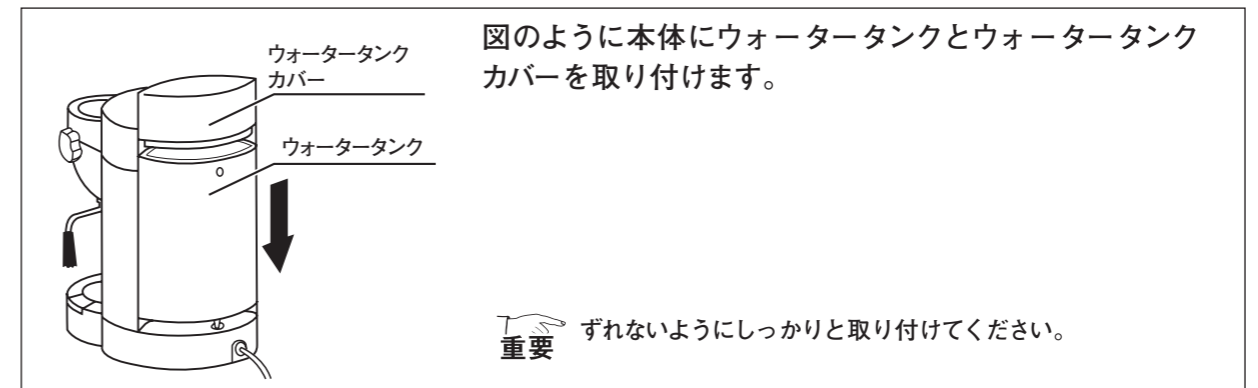 図のように本体にウォータータンクとウォータータンク
カバーを取り付けます。
ウォータータンク
カバー
ウォータータンク
重要
ずれないようにしっかりと取り付けてください。